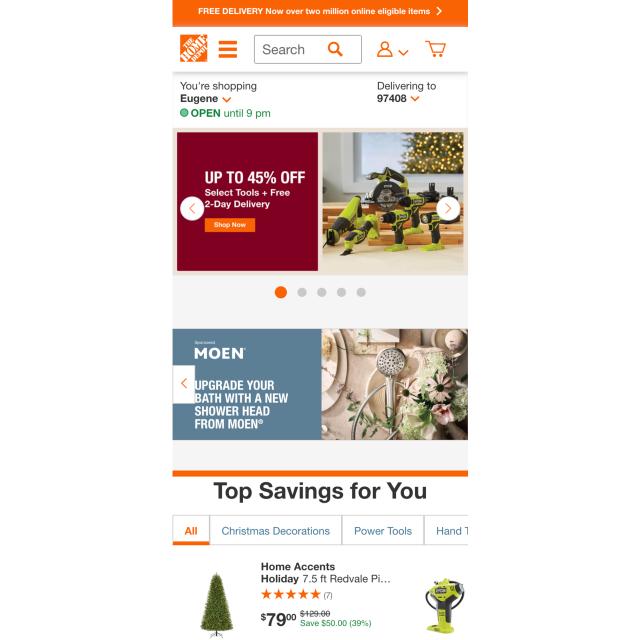 FREE DELIVERY Now over two million online eligible items
THE HOME DEPOT
Search
You're shopping
Delivering to
Eugene
97408
OPEN until 9 pm
UP TO 45% OFF
Select Tools + Free
2-Day Delivery
Shop Now
Sponsored
MOEN®
UPGRADE YOUR
BATH WITH A NEW
SHOWER HEAD
FROM MOEN®
Top Savings for You
All
Christmas Decorations
Power Tools
Hand T
Home Accents
Holiday 7.5 ft Redvale Pi...
(7)
$79⁰⁰ $129.00
Save $50.00 (39%)